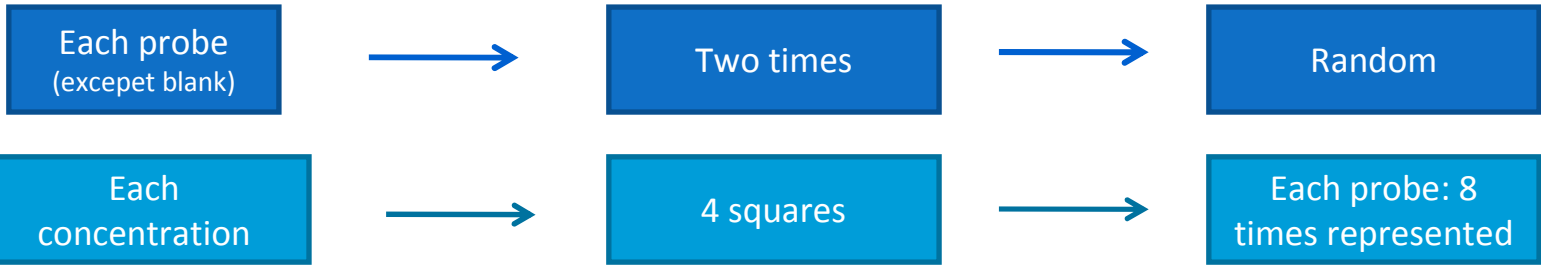 Each probe
(excepet blank)
Two times
Random
Each
concentration
4 squares
Each probe: 8
times represented